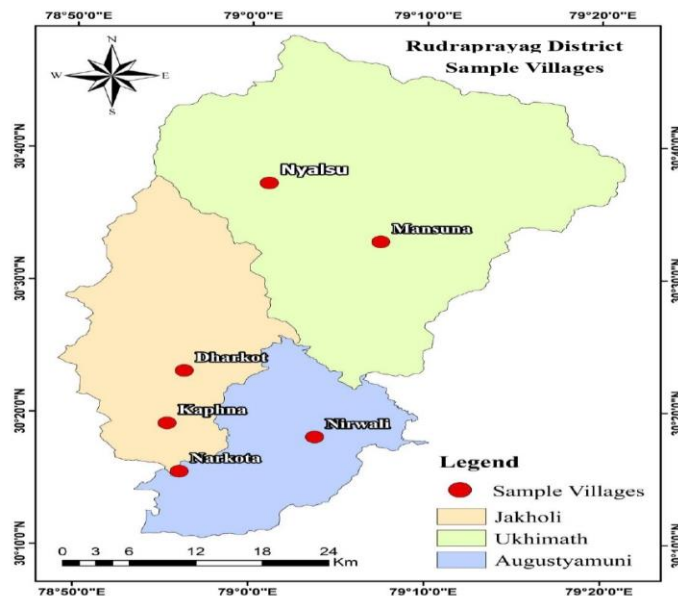 78°50'0"E 79°0'0"E 79°10'0"E 79°20'0"E
Rudraprayag District
Sample Villages
N
W E
S
30°40'0"N
Nyalsu
Mansuna
30°30'0"N
Dharkot
30°20'0"N
Kaphna
Nirwali
Narkota
Legend
Sample Villages
Jakholi
Ukhimath
Augustyamuni
30°10'0"N
0 3 6 12 18 24
Km
78°50'0"E 79°0'0"E 79°10'0"E 79°20'0"E